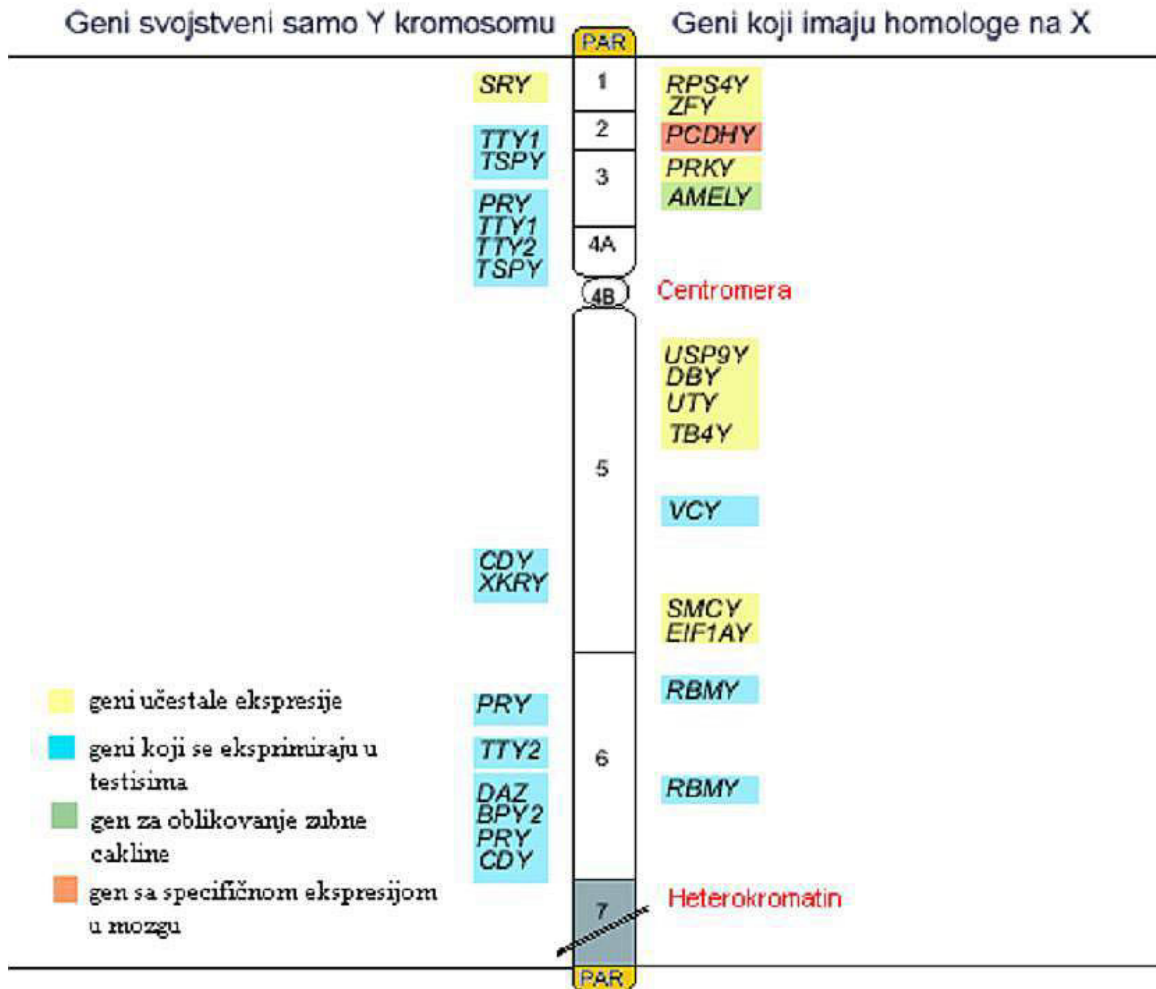 Geni svojstveni samo Y kromosomu
Geni koji imaju homologe na X
PAR
SRY
1
RPS4Y
ZFY
TTY1
TSPY
2
PCDHY
3
PRKY
AMELY
PRY
TTY1
TTY2
TSPY
4A
4B
Centromera
USP9Y
DBY
UTY
TB4Y
5
VCY
CDY
XKRY
SMCY
EIF1AY
geni učestale ekspresije
geni koji se eksprimiraju u
testisima
gen za oblikovanje zubne
cakline
gen sa specifičnom ekspresijom
u mozgu
PRY
TTY2
DAZ
BPY2
PRY
CDY
6
RBMY
RBMY
7
Heterokromatin
PAR